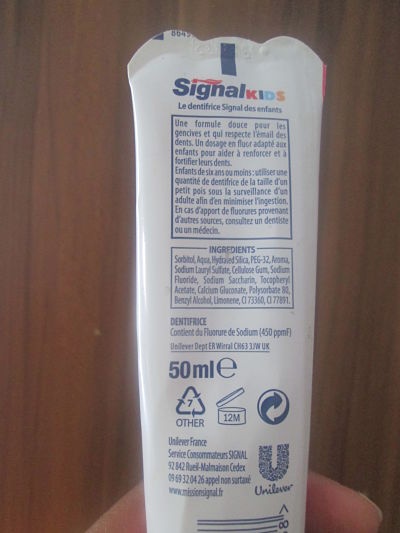 8645
Signal KIDS
Le dentifrice Signal des enfants
Une formule douce pour les
gencives et qui respecte l'émail des
dents. Un dosage en fluor adapté aux
enfants pour aider à renforcer et à
fortifier leurs dents.
Enfants de six ans ou moins : utiliser une
quantité de dentifrice de la taille d'un
petit pois sous la surveillance d'un
adulte afin d'en minimiser l'ingestion.
En cas d'apport de fluorures provenant
d'autres sources, consultez un dentiste
ou un médecin.
INGREDIENTS
Sorbitol, Aqua, Hydrated Silica, PEG-32, Aroma,
Sodium Lauryl Sulfate, Cellulose Gum, Sodium
Fluoride, Sodium Saccharin, Tocopheryl
Acetate, Calcium Gluconate, Polysorbate 80,
Benzyl Alcohol, Limonene, CI 73360, CI 77891.
DENTIFRICE
Contient du Fluorure de Sodium (450 ppmF)
Unilever Dept ER Wirral CH63 3JW UK
50 ml e
7
OTHER
12M
Unilever France
Service Consommateurs SIGNAL
92 842 Rueil-Malmaison Cedex
09 69 32 04 26 appel non surtaxé
www.missionsignal.fr
Unilever